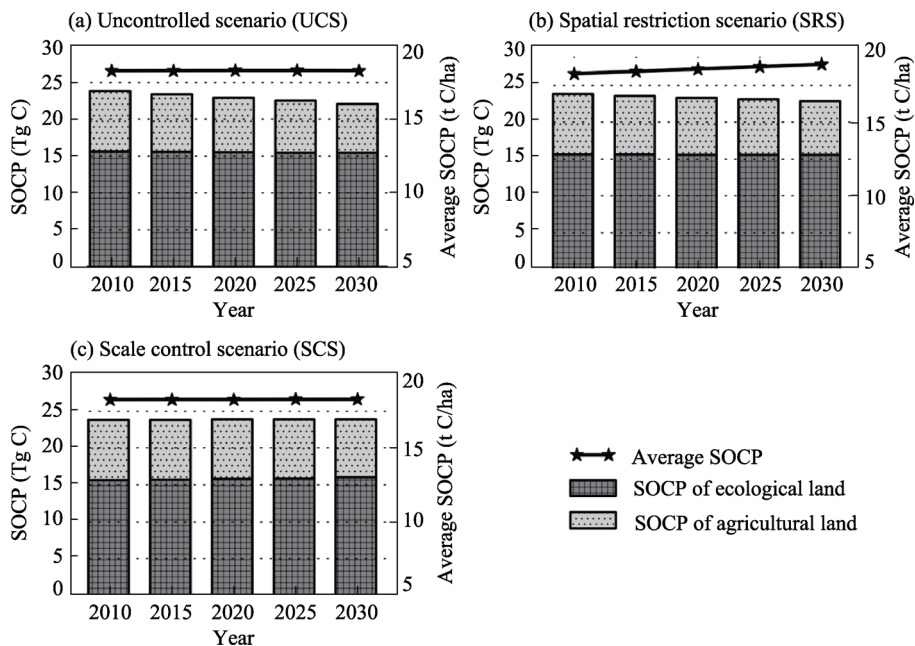 (a) Uncontrolled scenario (UCS)
30
25
20
15
10
5
0
SOCP (Tg C)
20
15
10
5
Average SOCP (t C/ha)
2010 2015 2020 2025 2030
Year
(b) Spatial restriction scenario (SRS)
30
25
20
15
10
5
0
SOCP (Tg C)
20
15
10
5
Average SOCP (t C/ha)
2010 2015 2020 2025 2030
Year
(c) Scale control scenario (SCS)
30
25
20
15
10
5
0
SOCP (Tg C)
20
15
10
5
Average SOCP (t C/ha)
2010 2015 2020 2025 2030
Year
Average SOCP
SOCP of ecological land
SOCP of agricultural land